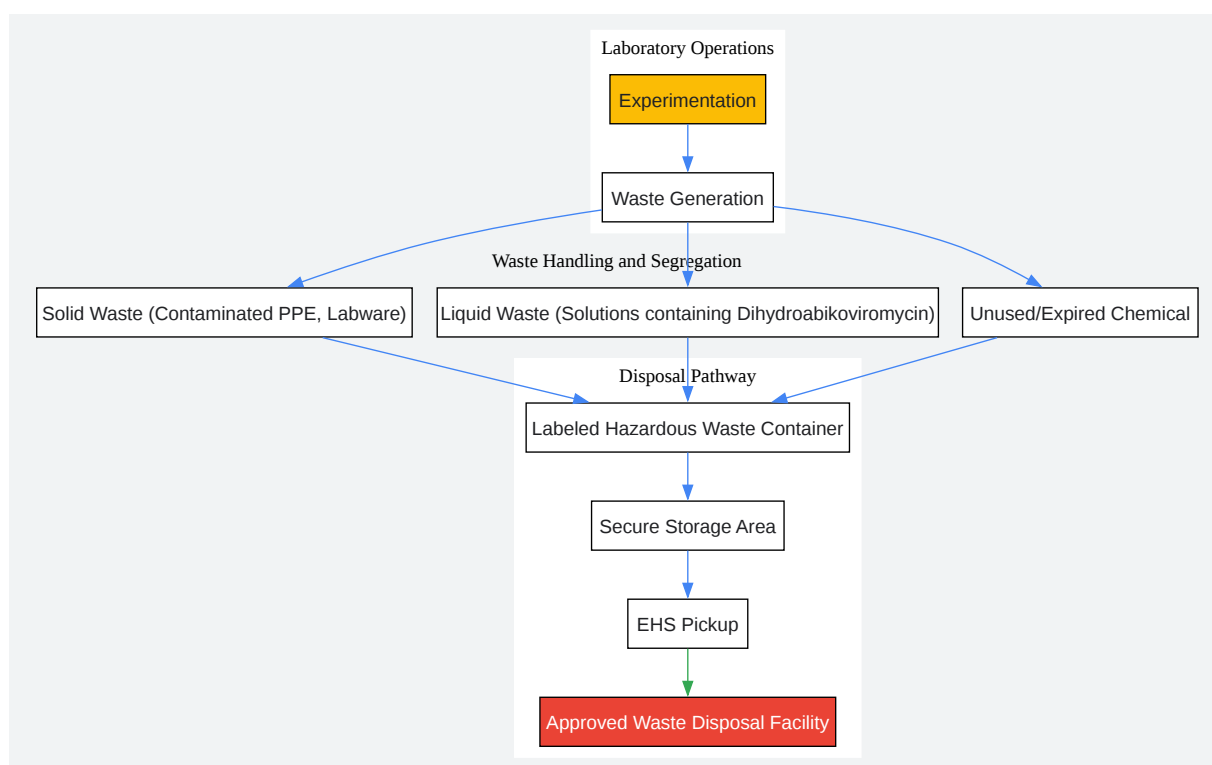 Laboratory Operations
Experimentation
Waste Generation
Waste Handling and Segregation
Solid Waste (Contaminated PPE, Labware)
Liquid Waste (Solutions containing Dihydroabikoviromycin)
Unused/Expired Chemical
Disposal Pathway
Labeled Hazardous Waste Container
Secure Storage Area
EHS Pickup
Approved Waste Disposal Facility